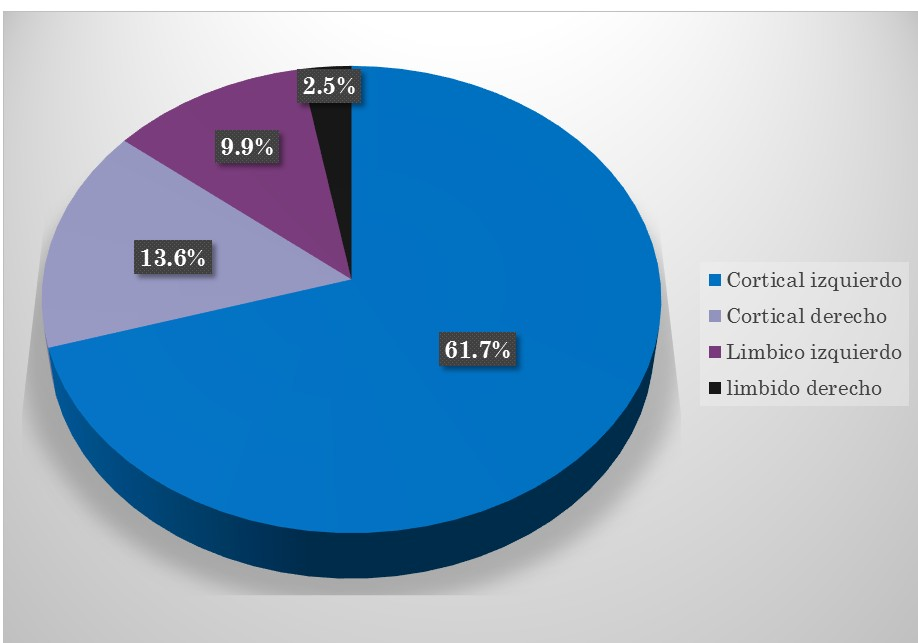 2.5%
9.9%
13.6%
61.7%
Cortical izquierdo
Cortical derecho
Limbico izquierdo
limbido derecho